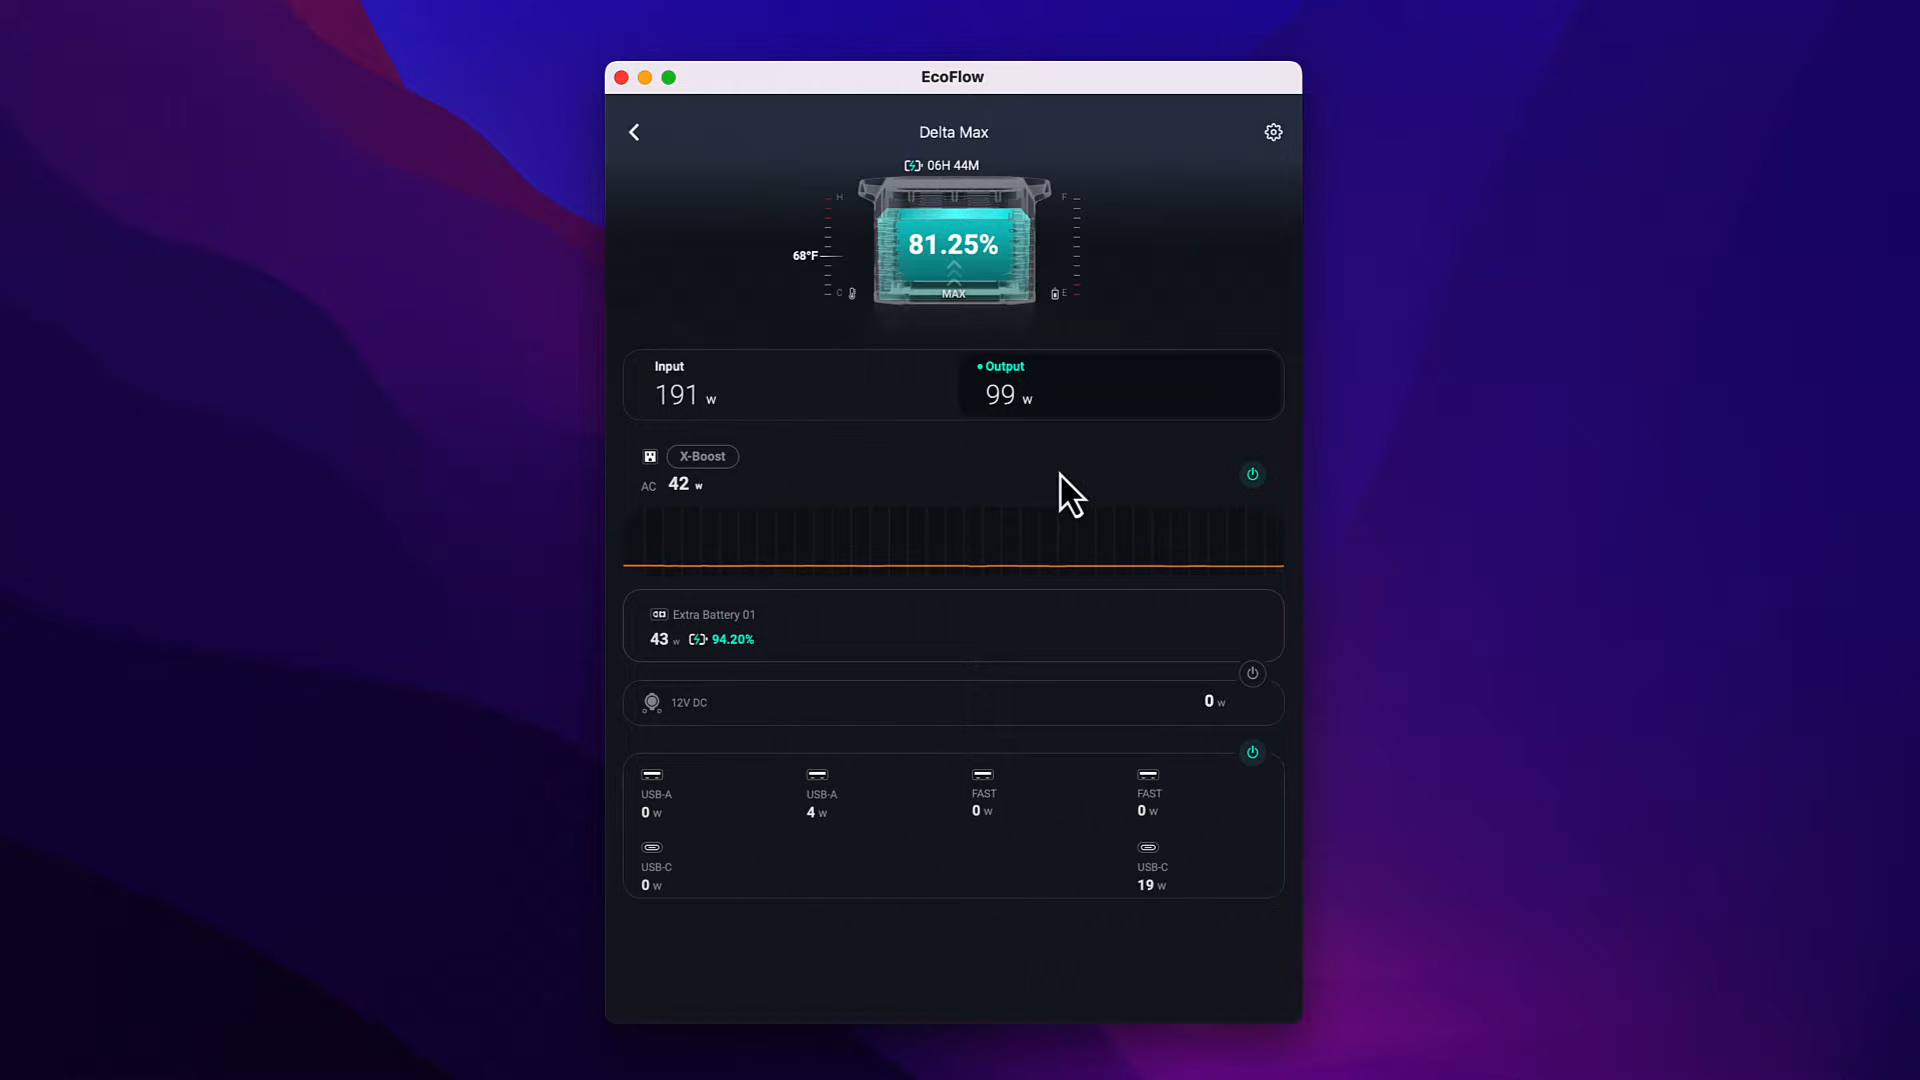 EcoFlow
Delta Max
06H 44M
H
F
81.25%
68°F
C
MAX
E
Input
Output
191 w
99 w
X-Boost
AC 42 w
Extra Battery 01
43 w 94.20%
12V DC
0 w
USB-A
USB-A
FAST
FAST
0 w
4 w
0 w
0 w
USB-C
USB-C
0 w
19 w